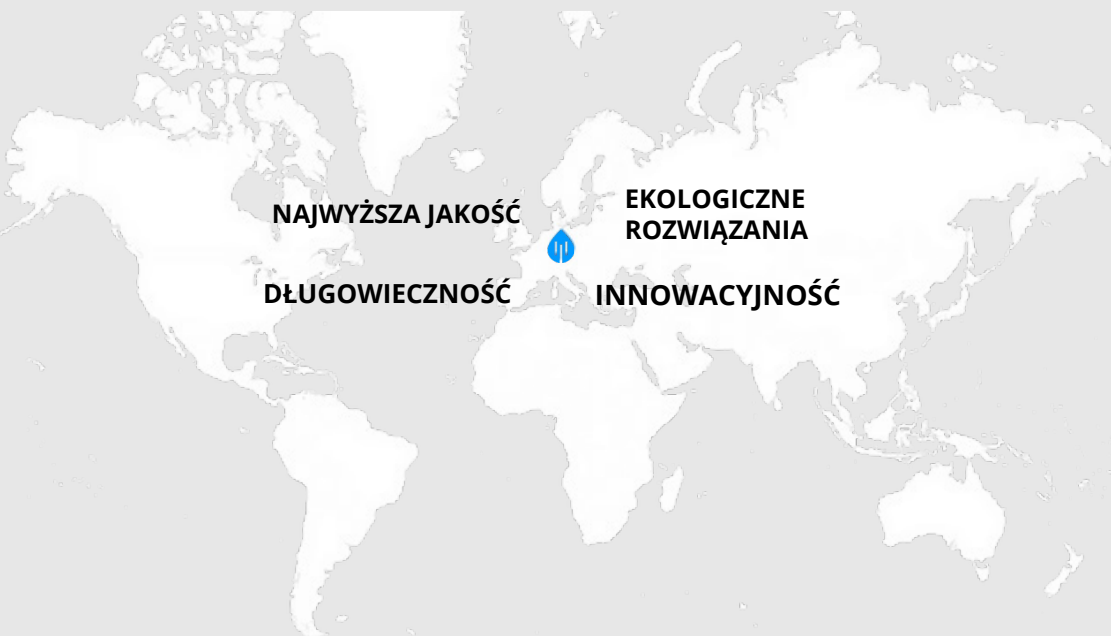 NAJWYŻSZA JAKOŚĆ
EKOLOGICZNE
ROZWIĄZANIA
DŁUGOWIECZNOŚĆ
INNOWACYJNOŚĆ